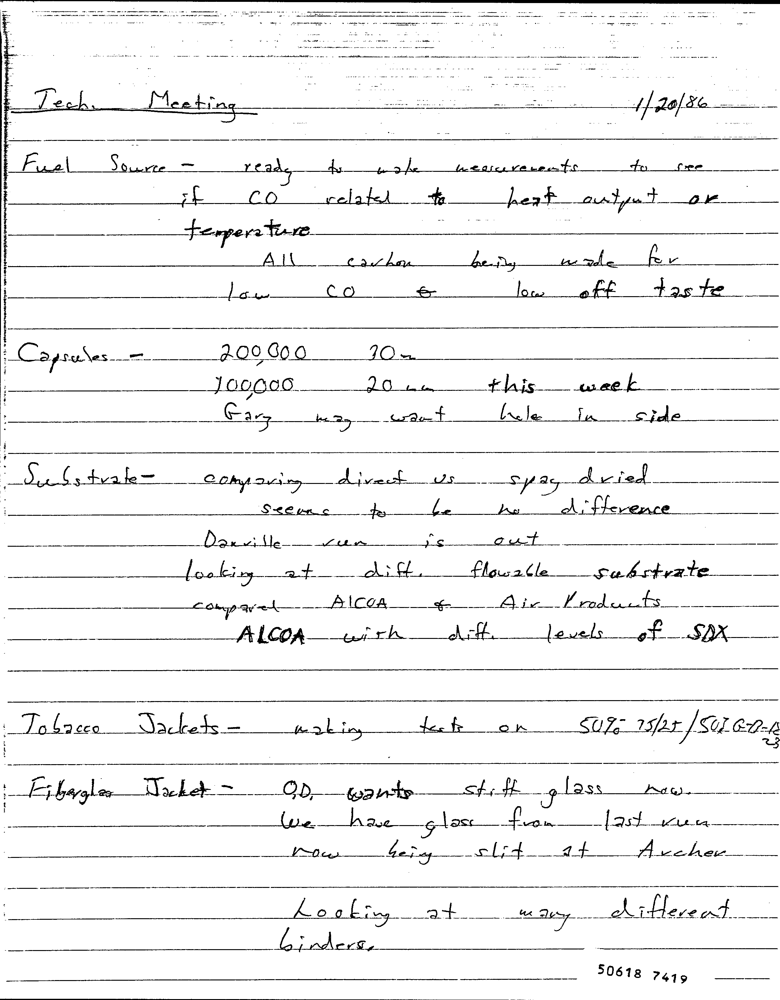 Tech. Meeting 1/20/86
Fuel Source - ready to make measurements to see
if CO related to heat output or
temperature
All carbon being made for
low CO & low off taste
Capsules - 200,000 30 m
100,000 20 mm this week
Gary may want hole in side
Substrate - comparing direct vs spray dried
seems to be no difference
Danville run is out
looking at diff. flowable substrate
compared AlCOA & Air Products
ALCOA with diff. levels of SDX
Tobacco Jackets - making tests on 50% 75/25/50% G-7-
23
Fiberglass Jacket - O.D. wants stiff glass now.
We have glass from last run
now being slit at Archer
Looking at many different
binders.
50618 7419